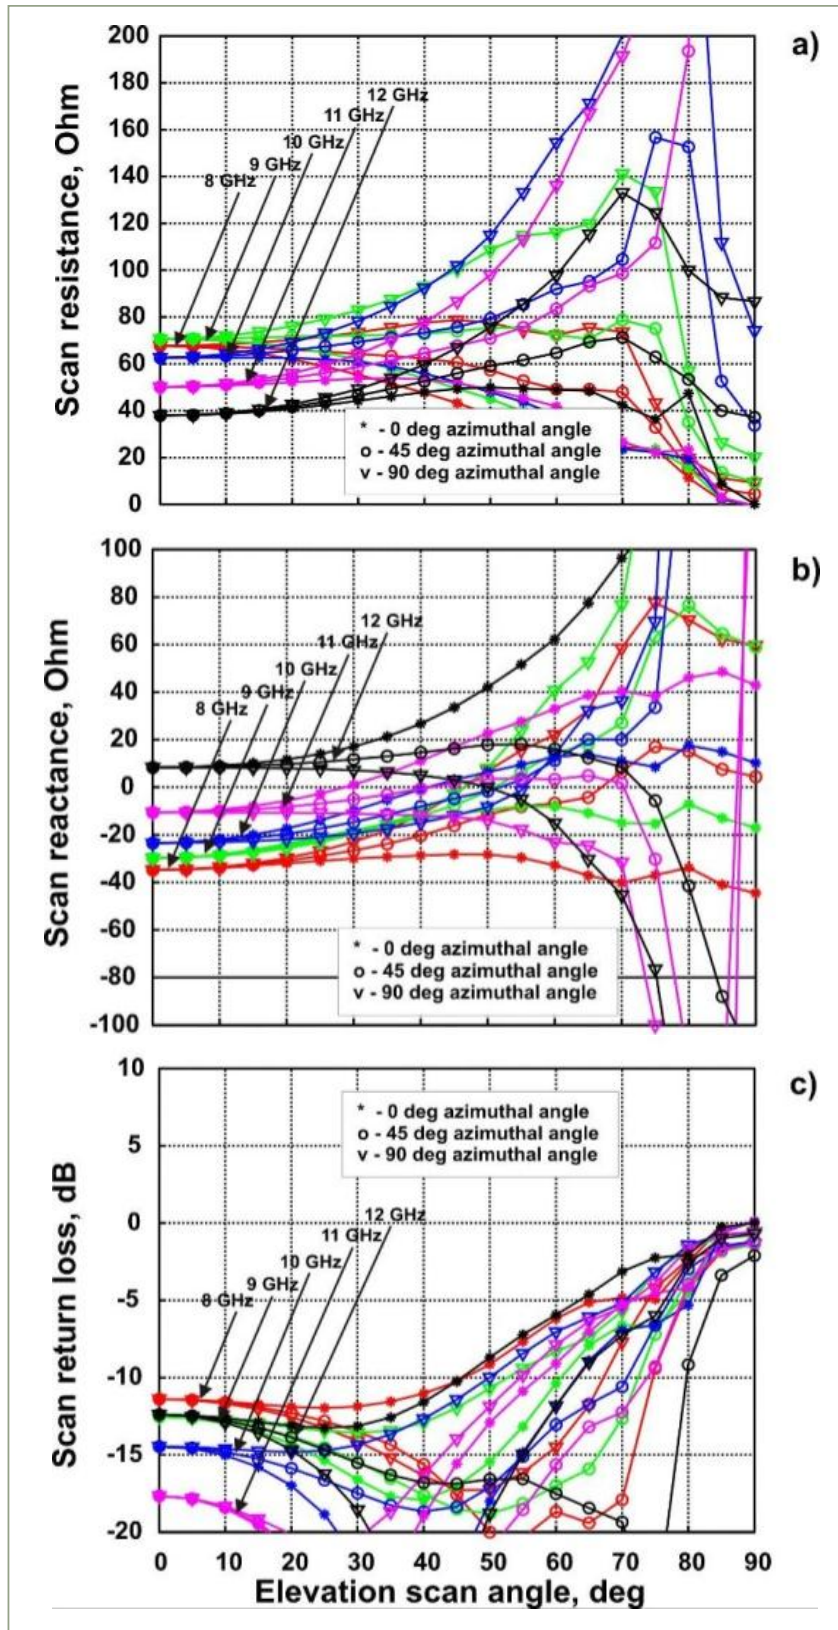 a)
Scan resistance, Ohm
200
180
160
140
120
100
80
60
40
20
0
12 GHz
11 GHz
10 GHz
9 GHz
8 GHz
* - 0 deg azimuthal angle
o - 45 deg azimuthal angle
v - 90 deg azimuthal angle
b)
Scan reactance, Ohm
100
80
60
40
20
0
-20
-40
-60
-80
-100
12 GHz
11 GHz
10 GHz
9 GHz
8 GHz
* - 0 deg azimuthal angle
o - 45 deg azimuthal angle
v - 90 deg azimuthal angle
c)
Scan return loss, dB
10
5
0
-5
-10
-15
-20
* - 0 deg azimuthal angle
o - 45 deg azimuthal angle
v - 90 deg azimuthal angle
12 GHz
11 GHz
10 GHz
9 GHz
8 GHz
0 10 20 30 40 50 60 70 80 90
Elevation scan angle, deg